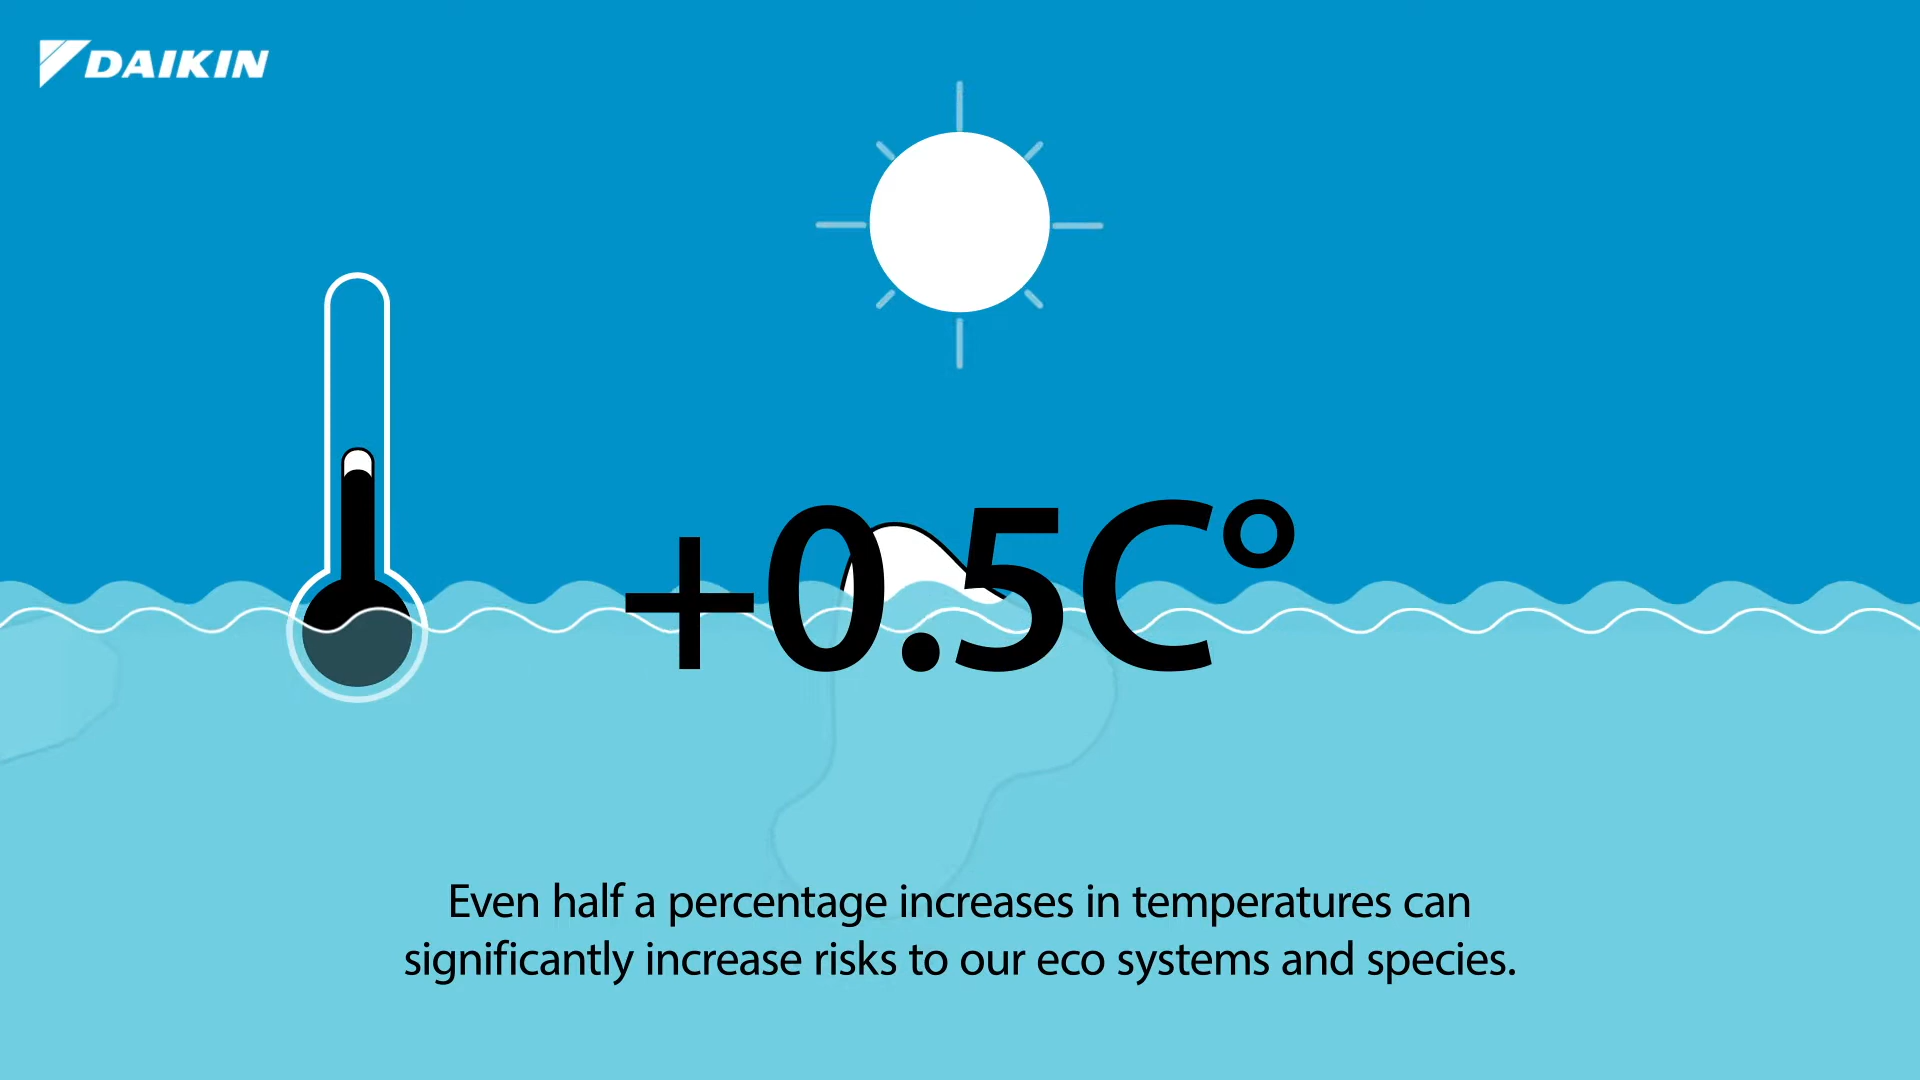 DAIKIN
+0.5C°
Even half a percentage increases in temperatures can
significantly increase risks to our eco systems and species.